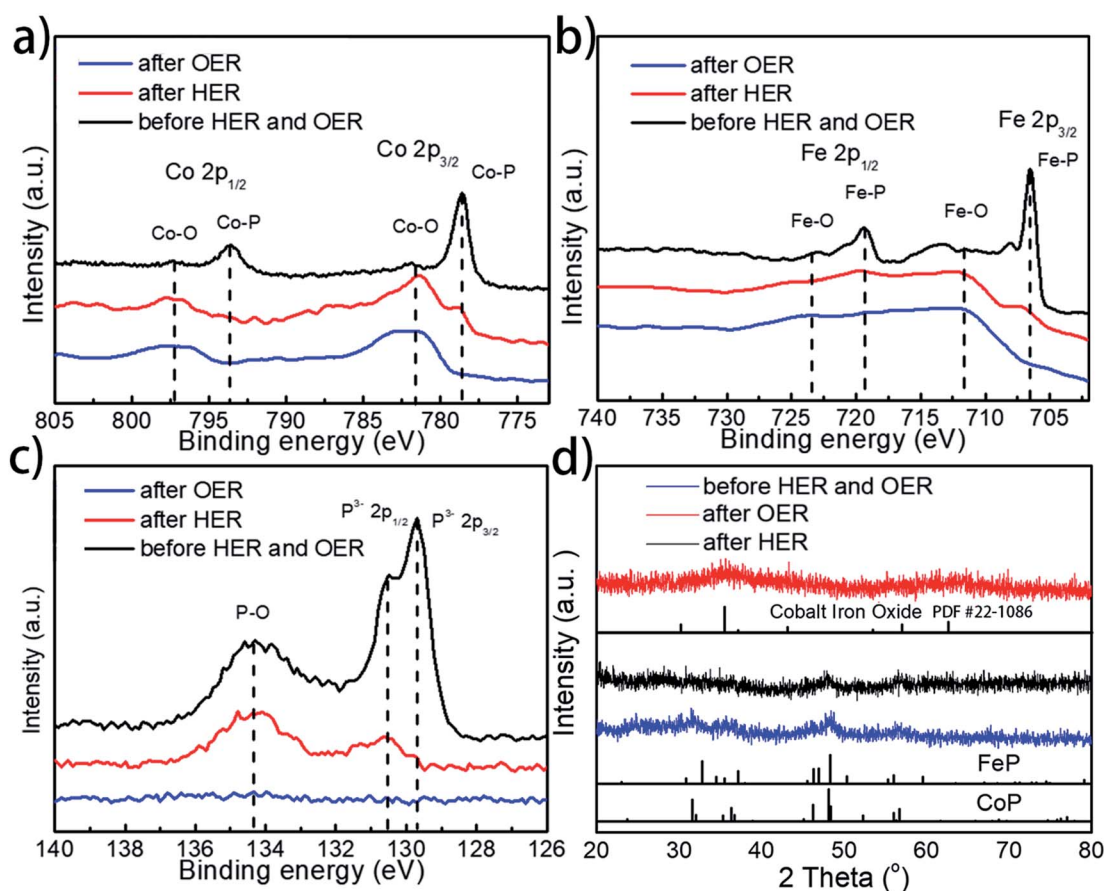 a)
after OER
after HER
before HER and OER
Co 2p3/2
Co-P
Co 2p1/2
Co-O
Co-P
Co-O
Intensity (a.u.)
805 800 795 790 785 780 775
Binding energy (eV)
b)
after OER
after HER
before HER and OER
Fe 2p3/2
Fe-P
Fe 2p1/2
Fe-P
Fe-O
Fe-O
Intensity (a.u.)
740 735 730 725 720 715 710 705
Binding energy (eV)
c)
after OER
after HER
before HER and OER
P3- 2p1/2
P3- 2p3/2
P-O
Intensity (a.u.)
140 138 136 134 132 130 128 126
Binding energy (eV)
d)
before HER and OER
after OER
after HER
Cobalt Iron Oxide PDF #22-1086
FeP
CoP
Intensity (a.u.)
20 30 40 50 60 70 80
2 Theta (o)